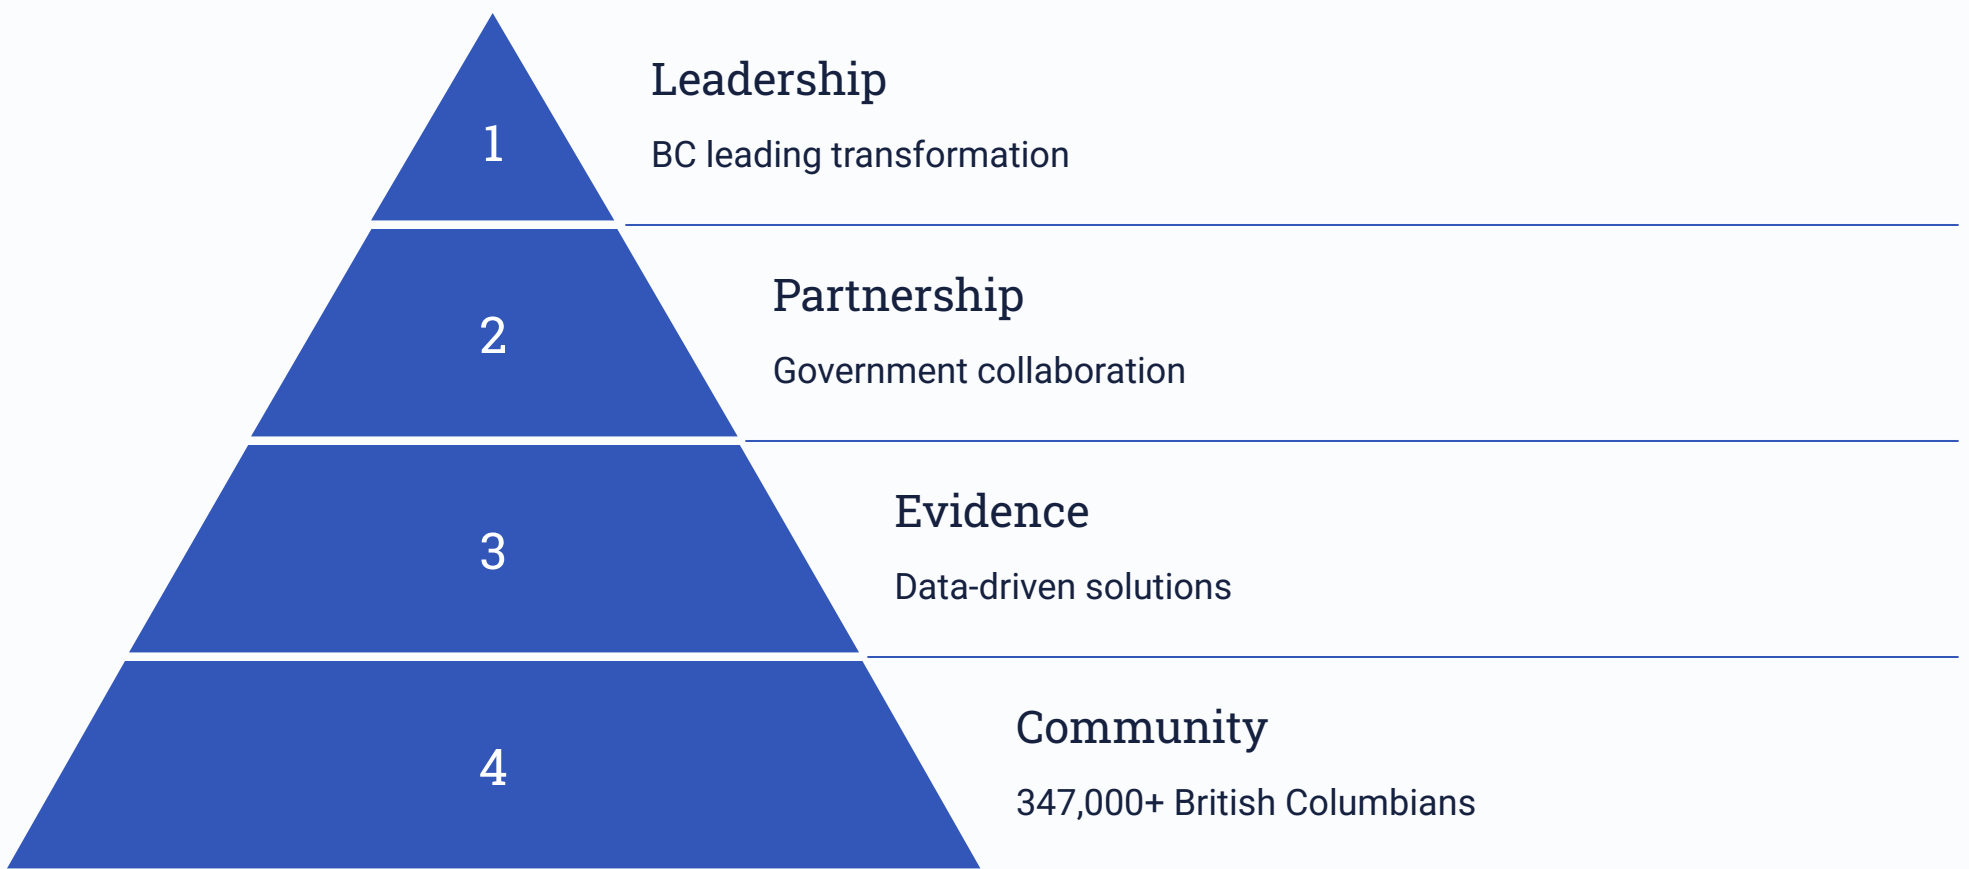 1
Leadership
BC leading transformation
2
Partnership
Government collaboration
3
Evidence
Data-driven solutions
4
Community
347,000+ British Columbians